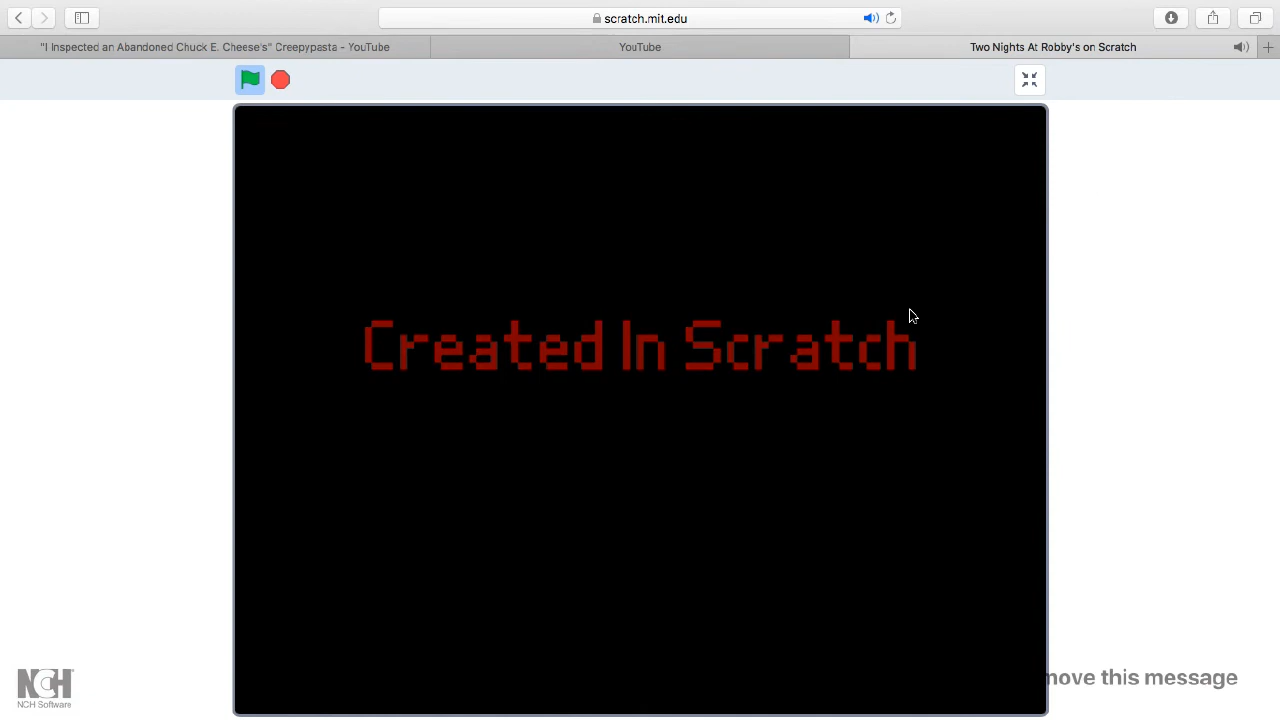 scratch.mit.edu
"I Inspected an Abandoned Chuck E. Cheese's" Creepypasta - YouTube
YouTube
Two Nights At Robby's on Scratch
Created In Scratch
NCH
NCH Software
this message